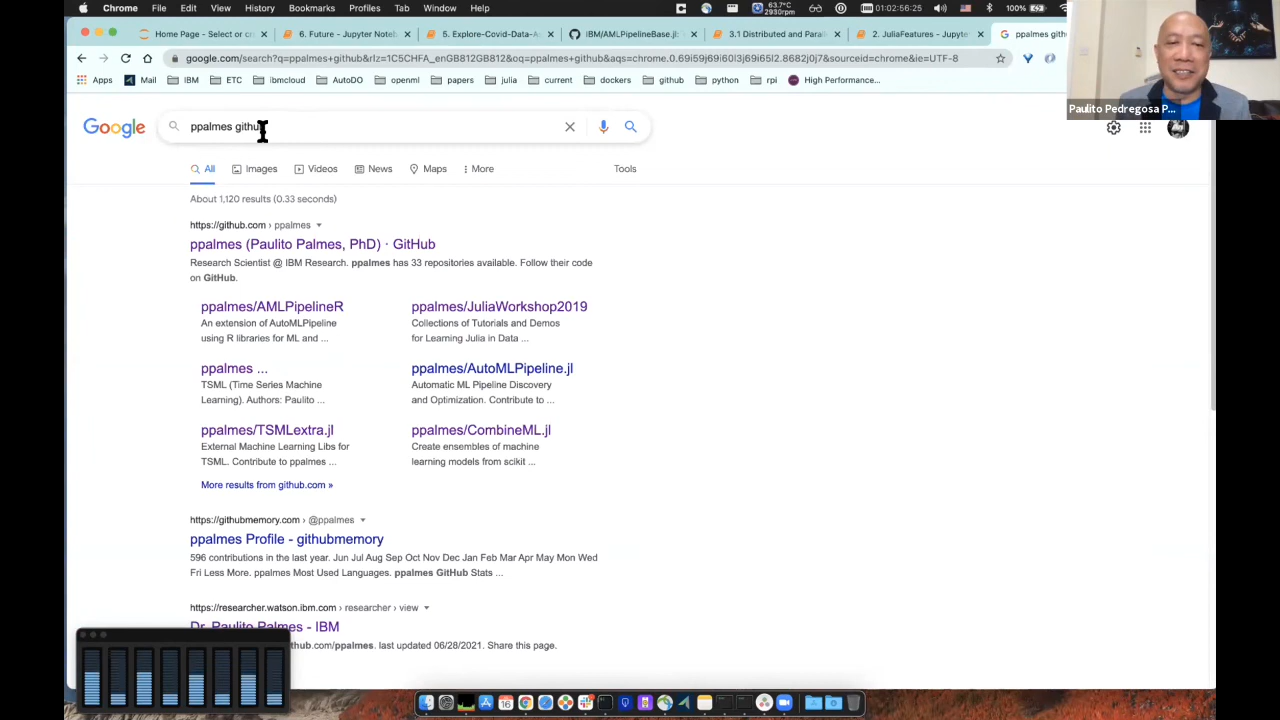 Chrome File Edit View History Bookmarks Profiles Tab Window Help
63.7°C
2930rpm
100%
01:02:56:25
Home Page - Select or cr
6. Future - Jupyter Noteb
5. Explore-Covid-Data-A
IBM/AMLPipelineBase.jl:
3.1 Distributed and Para
2. JuliaFeatures - Jupyte
ppalmes gith
google.com/search?q=ppalmes+github&rlz=1C5CHFA_enGB812GB812&oq=ppalmes+github&aqs=chrome.0.69i59j69i60l3j69i65l2.8682j0j7&sourceid=chrome&ie=UTF-8
Apps Mail IBM ETC ibmcloud AutoDO openml papers julia current dockers github python rpi High Performance...
Paulito Pedregosa P...
Google
ppalmes github
All Images Videos News Maps More Tools
About 1,120 results (0.33 seconds)
https://github.com › ppalmes
ppalmes (Paulito Palmes, PhD) · GitHub
Research Scientist @ IBM Research. ppalmes has 33 repositories available. Follow their code
on GitHub.
ppalmes/AMLPipelineR
An extension of AutoMLPipeline
using R libraries for ML and ...
ppalmes/JuliaWorkshop2019
Collections of Tutorials and Demos
for Learning Julia in Data ...
ppalmes ...
TSML (Time Series Machine
Learning). Authors: Paulito ...
ppalmes/AutoMLPipeline.jl
Automatic ML Pipeline Discovery
and Optimization. Contribute to ...
ppalmes/TSMLextra.jl
External Machine Learning Libs for
TSML. Contribute to ppalmes ...
ppalmes/CombineML.jl
Create ensembles of machine
learning models from scikit ...
More results from github.com »
https://githubmemory.com › @ppalmes
ppalmes Profile - githubmemory
596 contributions in the last year. Jun Jul Aug Sep Oct Nov Dec Jan Feb Mar Apr May Mon Wed
Fri Less More. ppalmes Most Used Languages. ppalmes GitHub Stats ...
https://researcher.watson.ibm.com › researcher › view
Dr. Paulito Palmes - IBM
hub.com/ppalmes. last updated 06/28/2021. Share this page.
16